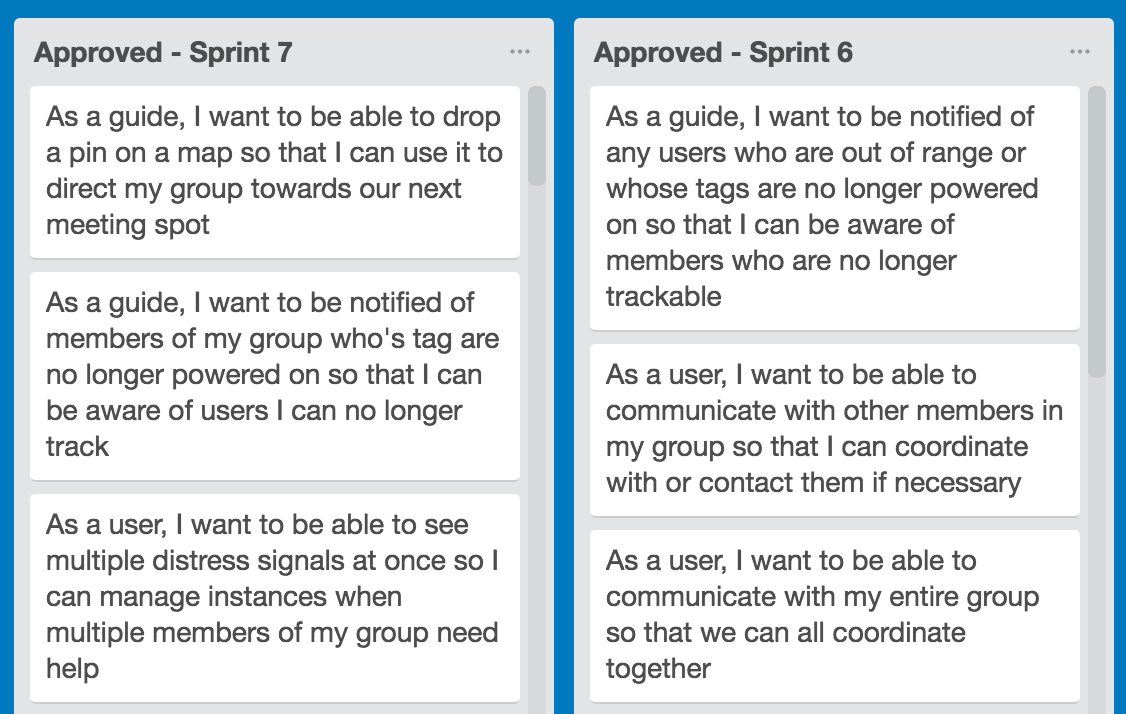 Approved - Sprint 7
As a guide, I want to be able to drop
a pin on a map so that I can use it to
direct my group towards our next
meeting spot
As a guide, I want to be notified of
members of my group who's tag are
no longer powered on so that I can
be aware of users I can no longer
track
As a user, I want to be able to see
multiple distress signals at once so I
can manage instances when
multiple members of my group need
help
Approved - Sprint 6
As a guide, I want to be notified of
any users who are out of range or
whose tags are no longer powered
on so that I can be aware of
members who are no longer
trackable
As a user, I want to be able to
communicate with other members in
my group so that I can coordinate
with or contact them if necessary
As a user, I want to be able to
communicate with my entire group
so that we can all coordinate
together